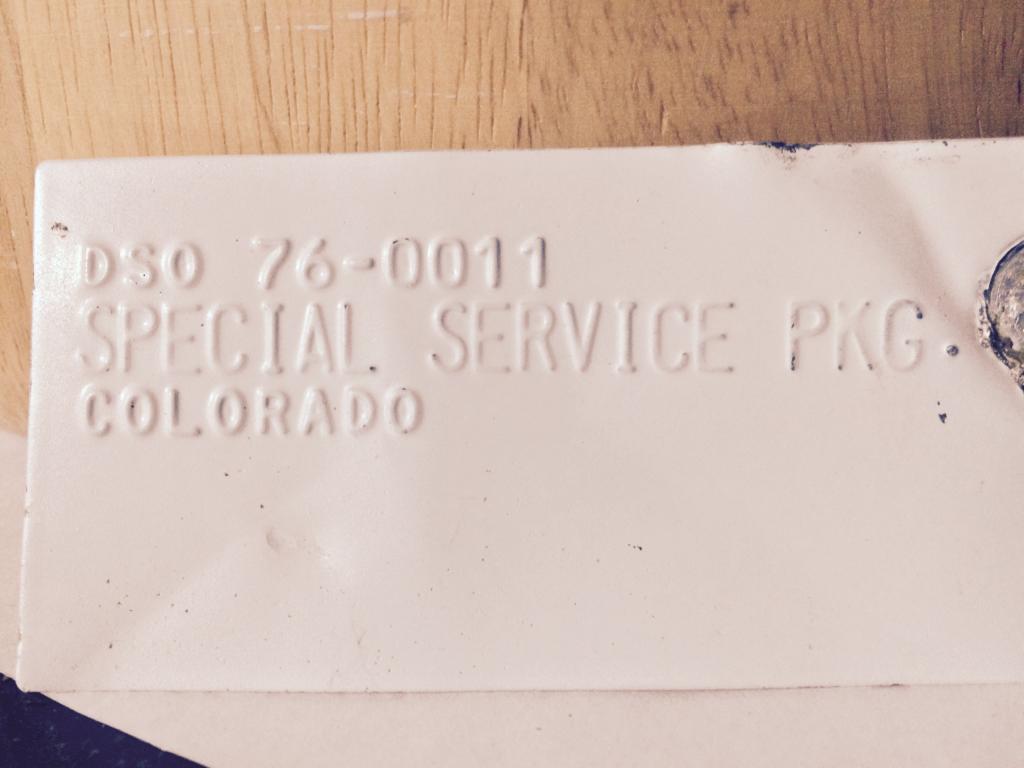 DSO 76-0011
SPECIAL SERVICE PKG.
COLORADO